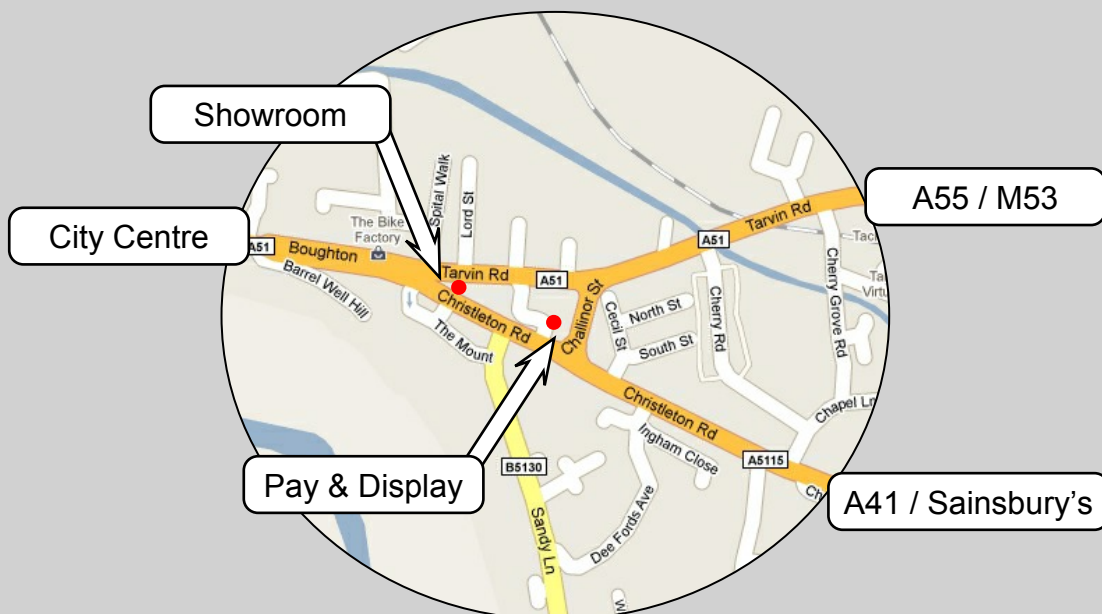 Showroom
City Centre
A55 / M53
Pay & Display
A41 / Sainsbury's
Spital Walk
Lord St
The Bike
Factory
A51
Boughton
Barrel Well Hill
Tarvin Rd
A51
Christleton Rd
The Mount
Challinor St
A51
Tarvin Rd
Cecil St
North St
South St
Cherry Rd
Cherry Grove Rd
Chapel Ln
Christleton Rd
Ingham Close
A5115
B5130
Sandy Ln
Dee Fords Ave